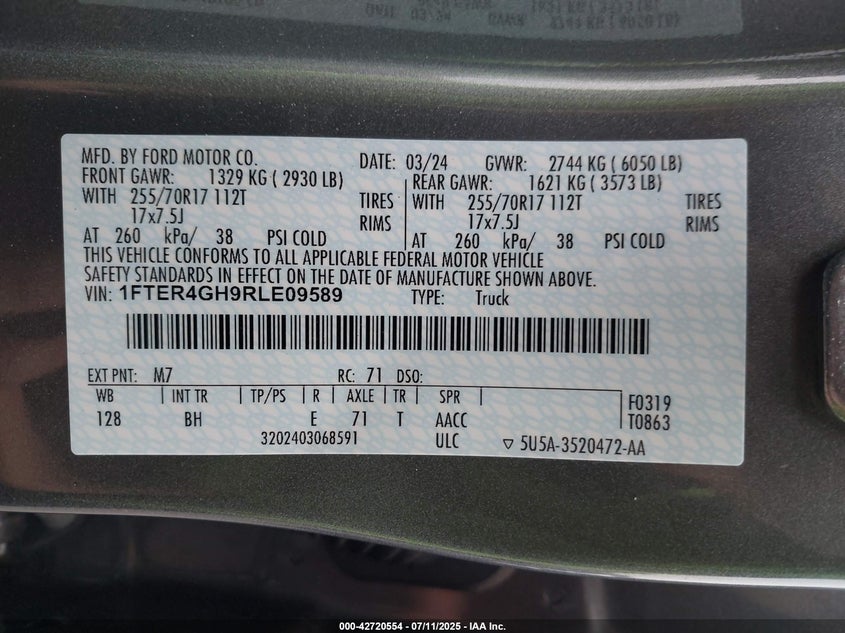 MFD. BY FORD MOTOR CO. DATE: 03/24 GVWR: 2744 KG ( 6050 LB)
FRONT GAWR: 1329 KG ( 2930 LB) REAR GAWR: 1621 KG ( 3573 LB)
WITH 255/70R17 112T TIRES WITH 255/70R17 112T TIRES
17x7.5J RIMS 17x7.5J RIMS
AT 260 kPa/ 38 PSI COLD AT 260 kPa/ 38 PSI COLD
THIS VEHICLE CONFORMS TO ALL APPLICABLE FEDERAL MOTOR VEHICLE
SAFETY STANDARDS IN EFFECT ON THE DATE OF MANUFACTURE SHOWN ABOVE.
VIN: 1FTER4GH9RLE09589 TYPE: Truck
EXT PNT: M7 RC: 71 DSO:
WB INT TR TP/PS R AXLE TR SPR F0319
128 BH E 71 T AACC T0863
3202403068591 ULC ▽ 5U5A-3520472-AA
000-42720554 / 07/11/2025 - IAA Inc.